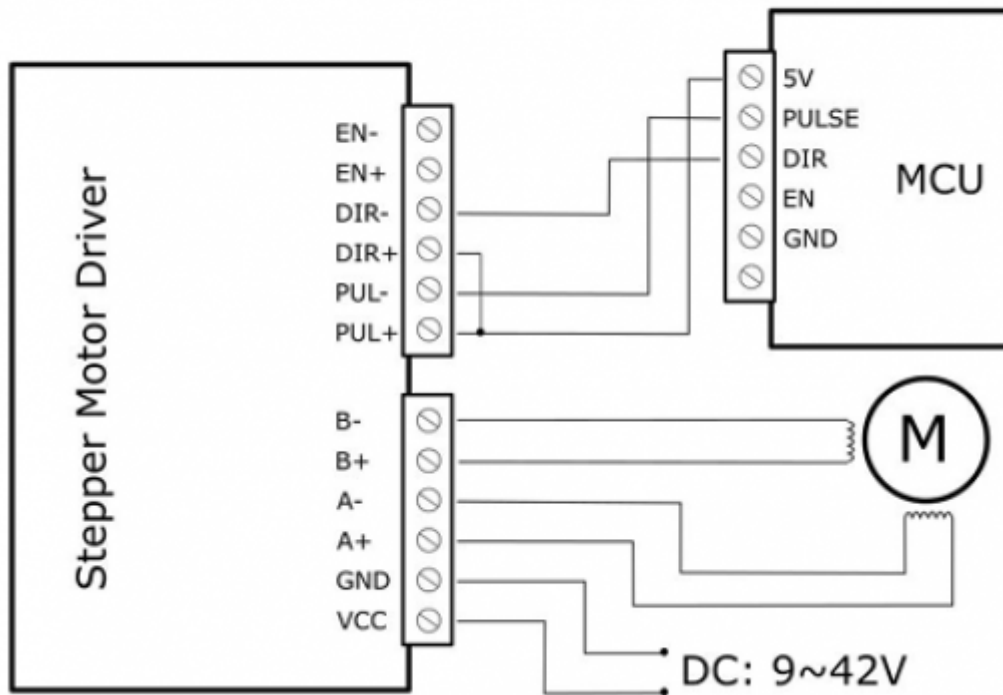 Stepper Motor Driver
EN-
EN+
DIR-
DIR+
PUL-
PUL+
B-
B+
A-
A+
GND
VCC
5V
PULSE
DIR
EN
GND
MCU
M
DC: 9~42V